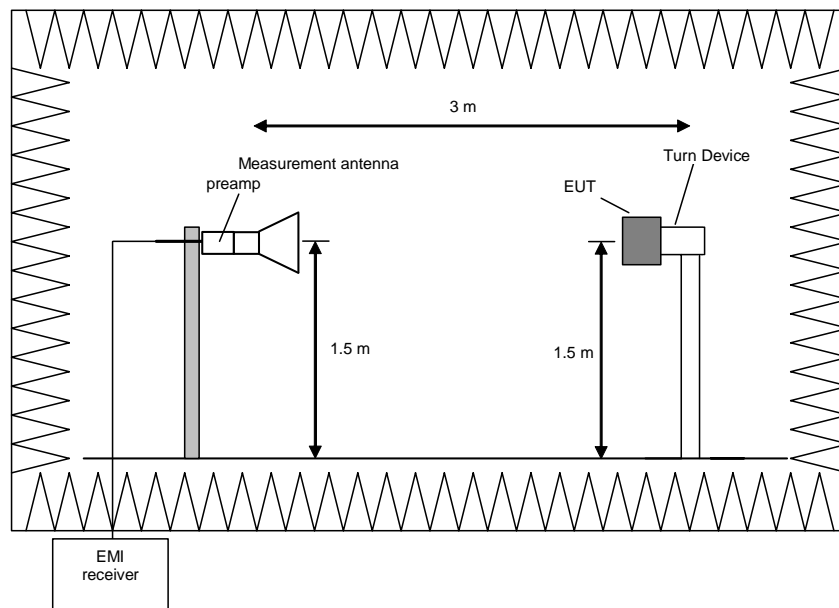 3 m
Measurement antenna
preamp
Turn Device
EUT
1.5 m
1.5 m
EMI
receiver